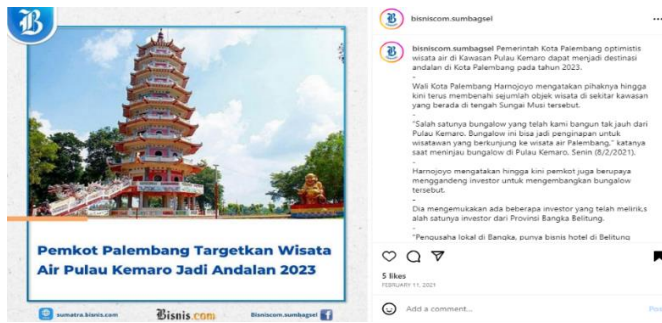 B
Pemkot Palembang Targetkan Wisata
Air Pulau Kemaro Jadi Andalan 2023
sumatra.bisnis.com
Bisnis.com
Bisniscom.sumbagsel
B
bisniscom.sumbagsel
B
bisniscom.sumbagsel Pemerintah Kota Palembang optimistis
wisata air di Kawasan Pulau Kemaro dapat menjadi destinasi
andalan di Kota Palembang pada tahun 2023.
-
Wali Kota Palembang Harnojoyo mengatakan pihaknya hingga
kini terus membenahi sejumlah objek wisata di sekitar kawasan
yang berada di tengah Sungai Musi tersebut.
-
"Salah satunya bungalow yang telah kami bangun tak jauh dari
Pulau Kemaro. Bungalow ini bisa jadi penginapan untuk
wisatawan yang berkunjung ke wisata air Palembang," katanya
saat meninjau bungalow di Pulau Kemaro, Senin (8/2/2021).
-
Harnojoyo mengatakan hingga kini pemkot juga berupaya
menggandeng investor untuk mengembangkan bungalow
tersebut.
-
Dia mengemukakan ada beberapa investor yang telah melirik,s
alah satunya investor dari Provinsi Bangka Belitung.
-
"Pengusaha lokal di Bangka, punya bisnis hotel di Belitung
5 likes
FEBRUARY 11, 2021
Add a comment...
Pos